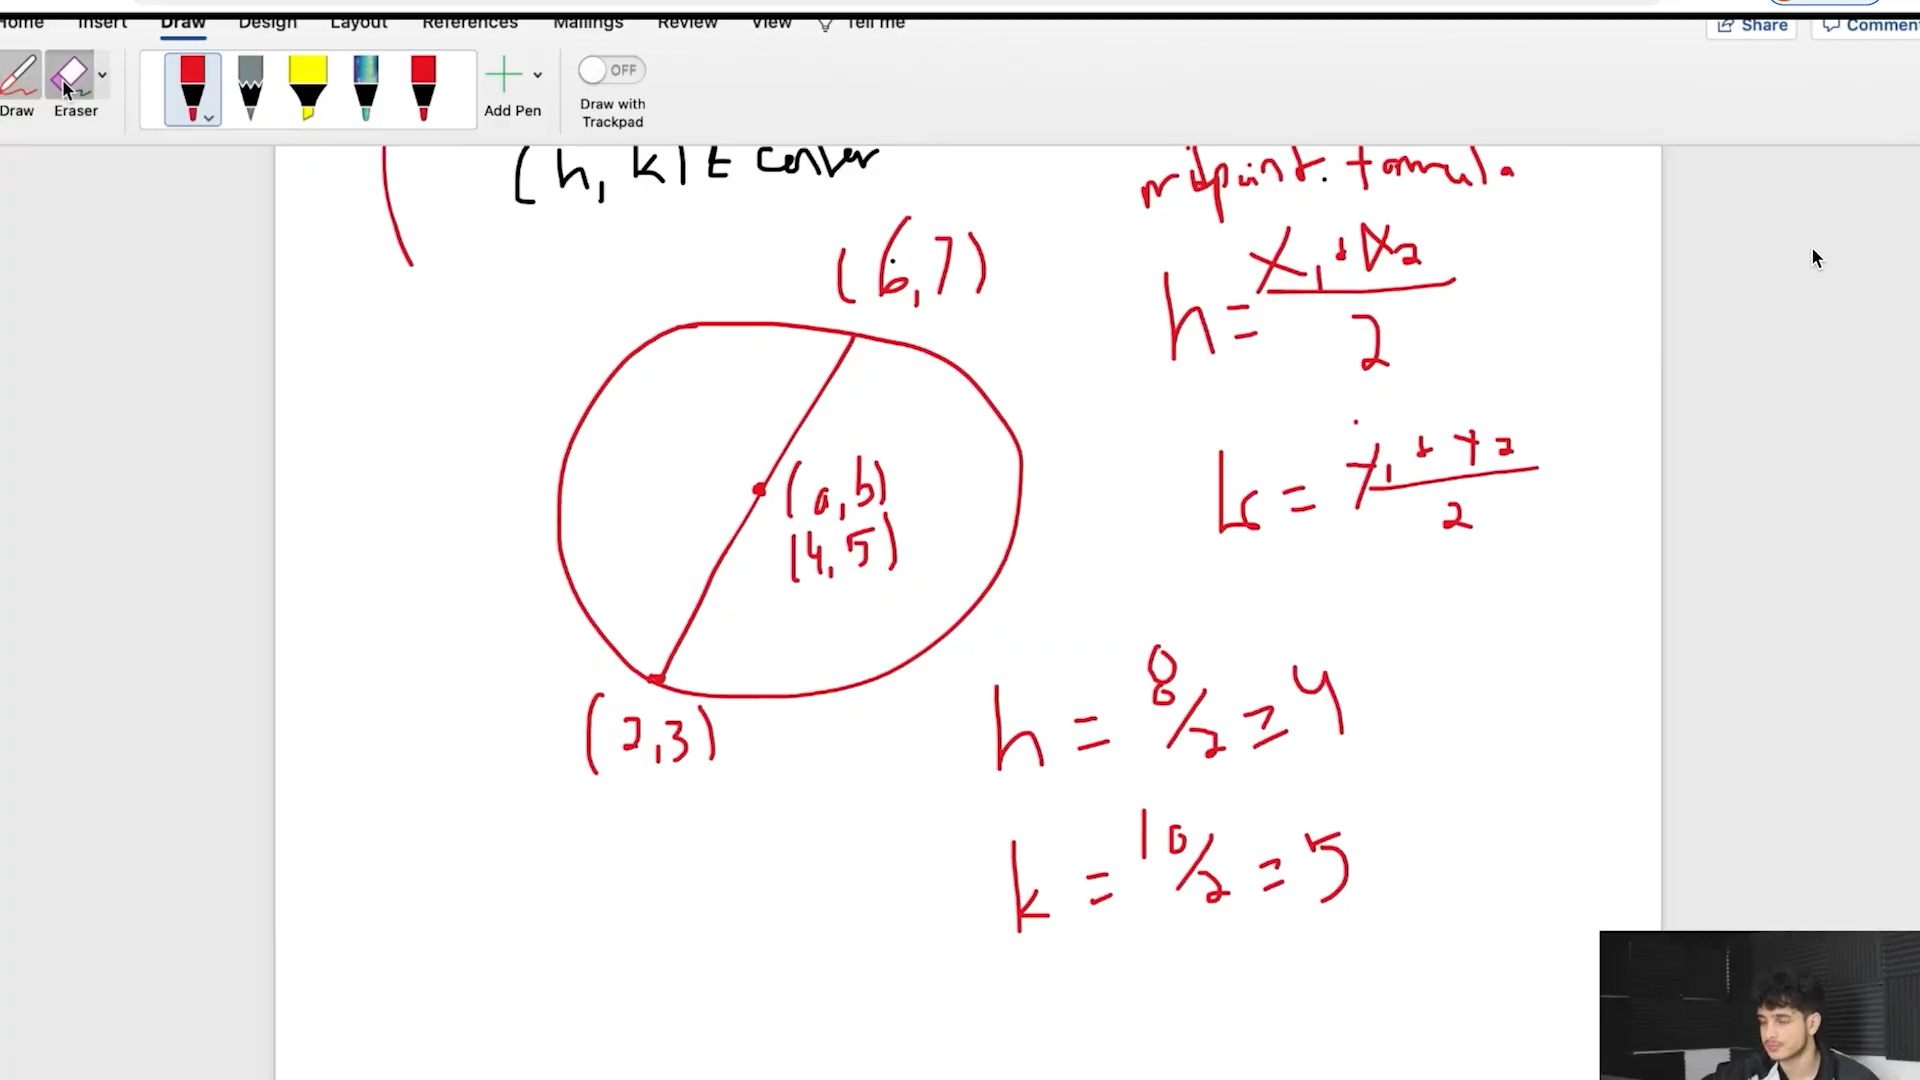 Home Insert Draw Design Layout References Mailings Review View Tell me
Share Comment
OFF
Draw Eraser Add Pen Draw with
Trackpad
(h, k) E center
midpoint formula
(6,7)
h = x₁ + x₂ / 2
(a, b)
(4, 5)
k = y₁ + y₂ / 2
(2,3)
h = 8/2 = 4
k = 10/2 = 5